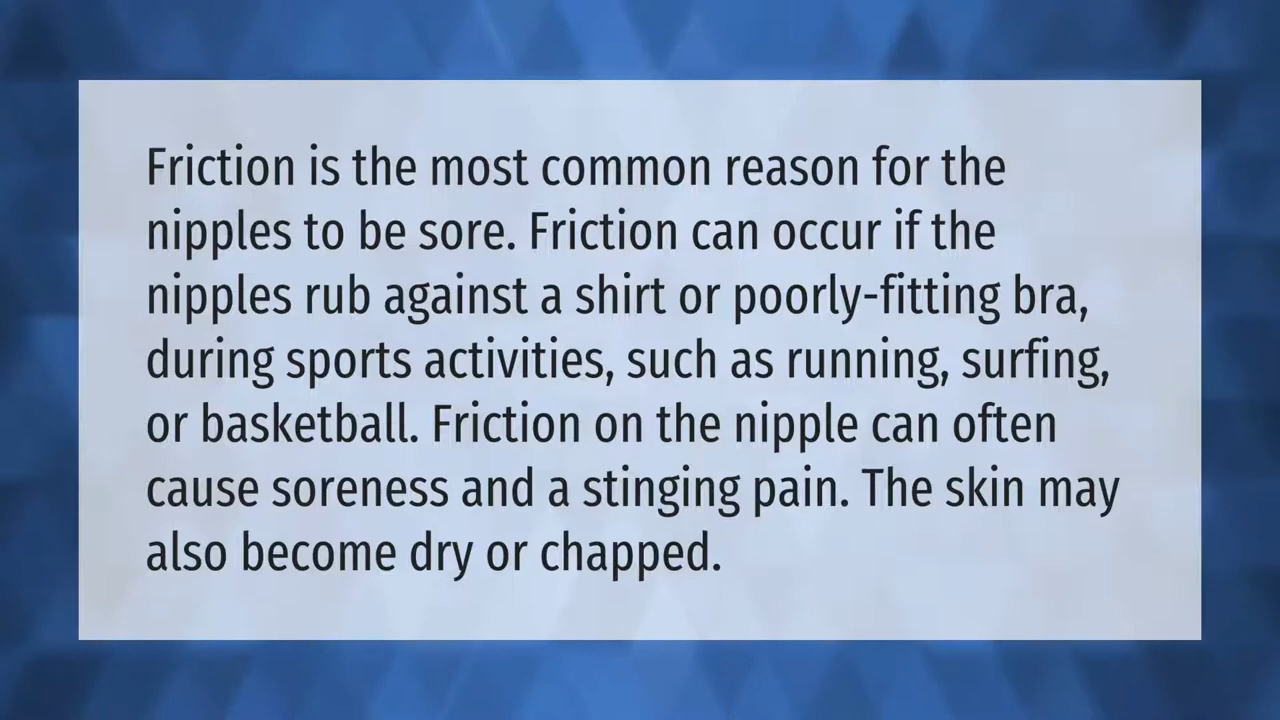 Friction is the most common reason for the
nipples to be sore. Friction can occur if the
nipples rub against a shirt or poorly-fitting bra,
during sports activities, such as running, surfing,
or basketball. Friction on the nipple can often
cause soreness and a stinging pain. The skin may
also become dry or chapped.